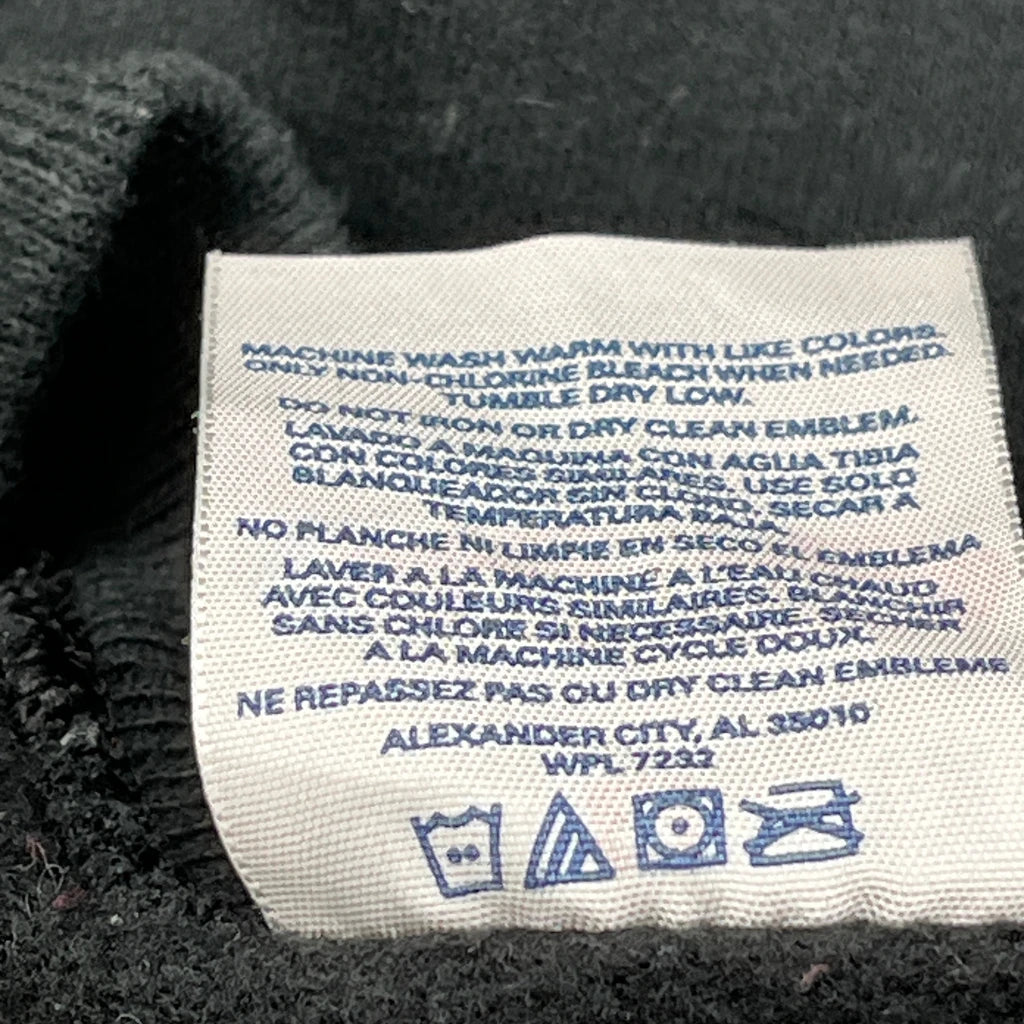 MACHINE WASH WARM WITH LIKE COLORS.
ONLY NON-CHLORINE BLEACH WHEN NEEDED.
TUMBLE DRY LOW.
DO NOT IRON OR DRY CLEAN EMBLEM.
LAVADO A MAQUINA CON AGUA TIBIA
CON COLORES SIMILARES. USE SOLO
BLANQUEADOR SIN CLORO. SECAR A
TEMPERATURA BAJA.
NO PLANCHE NI LIMPIE EN SECO EL EMBLEMA
LAVER A LA MACHINE A L'EAU CHAUD
AVEC COULEURS SIMILAIRES. BLANCHIR
SANS CHLORE SI NECESSAIRE. SECHER
A LA MACHINE CYCLE DOUX.
NE REPASSEZ PAS OU DRY CLEAN EMBLEME
ALEXANDER CITY, AL 35010
WPL 7232